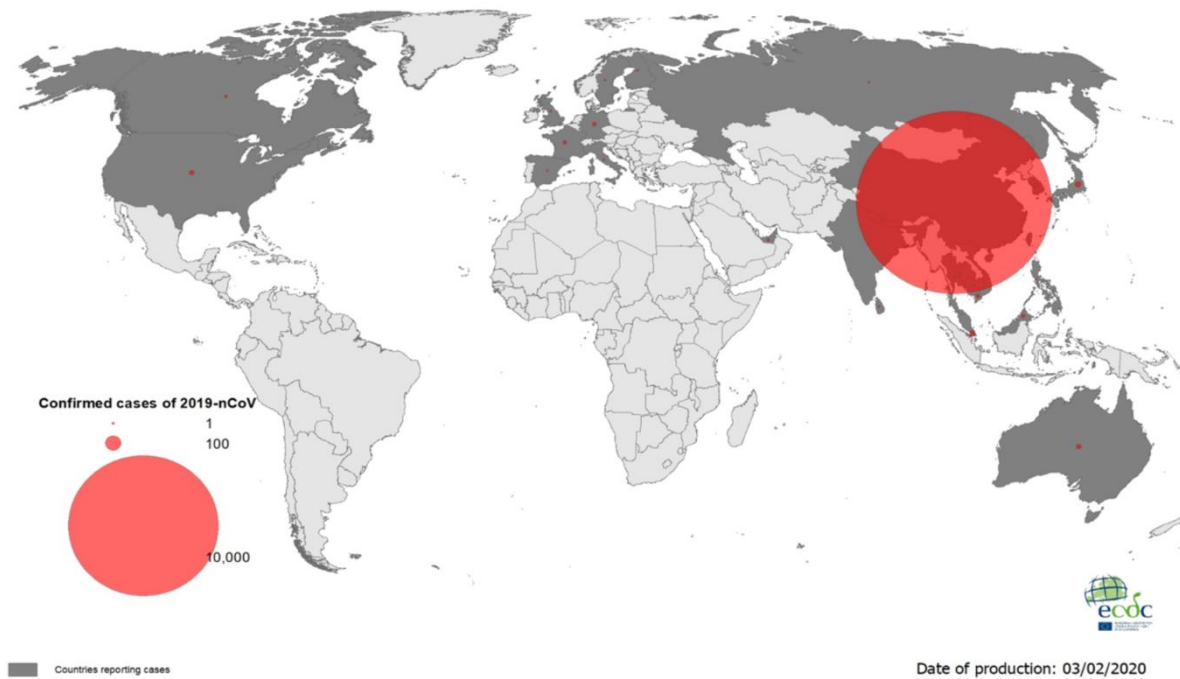 Confirmed cases of 2019-nCoV
1
100
10,000
ecdc
Countries reporting cases
Date of production: 03/02/2020